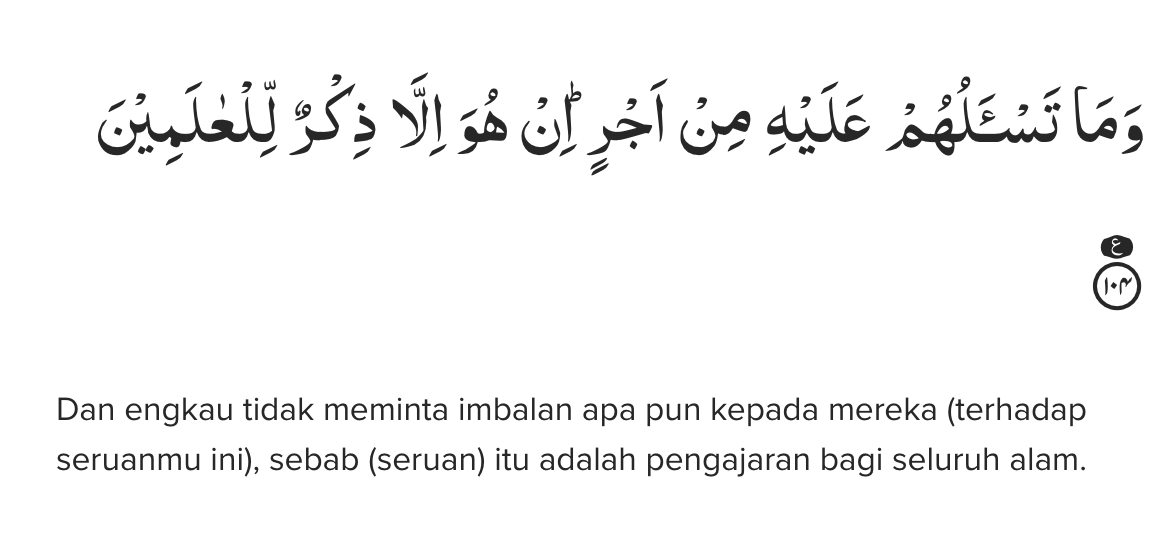 وَمَا تَسْـَٔلُهُمْ عَلَيْهِ مِنْ اَجْرٍۗ اِنْ هُوَ اِلَّا ذِكْرٌ لِّلْعٰلَمِيْنَ
ع
١٠٤
Dan engkau tidak meminta imbalan apa pun kepada mereka (terhadap
seruanmu ini), sebab (seruan) itu adalah pengajaran bagi seluruh alam.